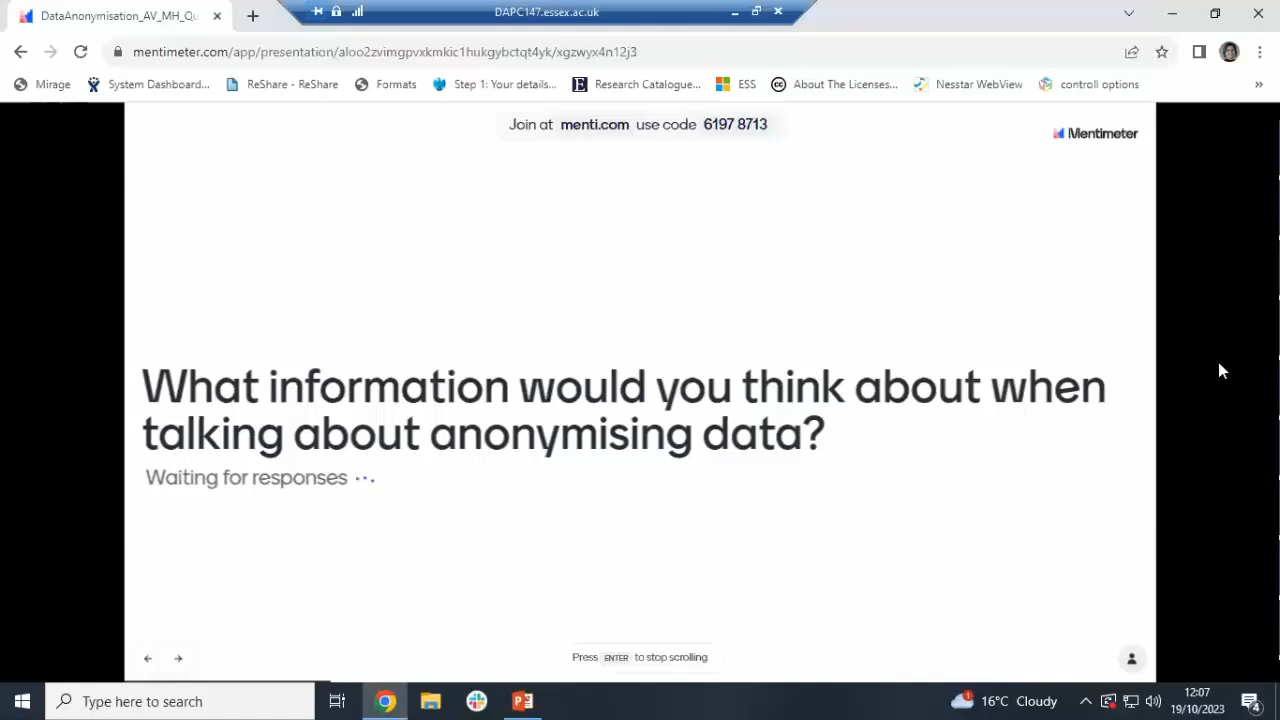 DataAnonymisation_AV_MH_Qu
DAPC147.essex.ac.uk
mentimeter.com/app/presentation/aloo2zvimgpvxkmkic1hukgybctqt4yk/xgzwyx4n12j3
Mirage
System Dashboard...
ReShare - ReShare
Formats
Step 1: Your details...
Research Catalogue...
ESS
About The Licenses...
Nesstar WebView
controll options
»
Join at menti.com use code 6197 8713
Mentimeter
What information would you think about when
talking about anonymising data?
Waiting for responses
Press ENTER to stop scrolling
Type here to search
16°C Cloudy
12:07
19/10/2023
1
4